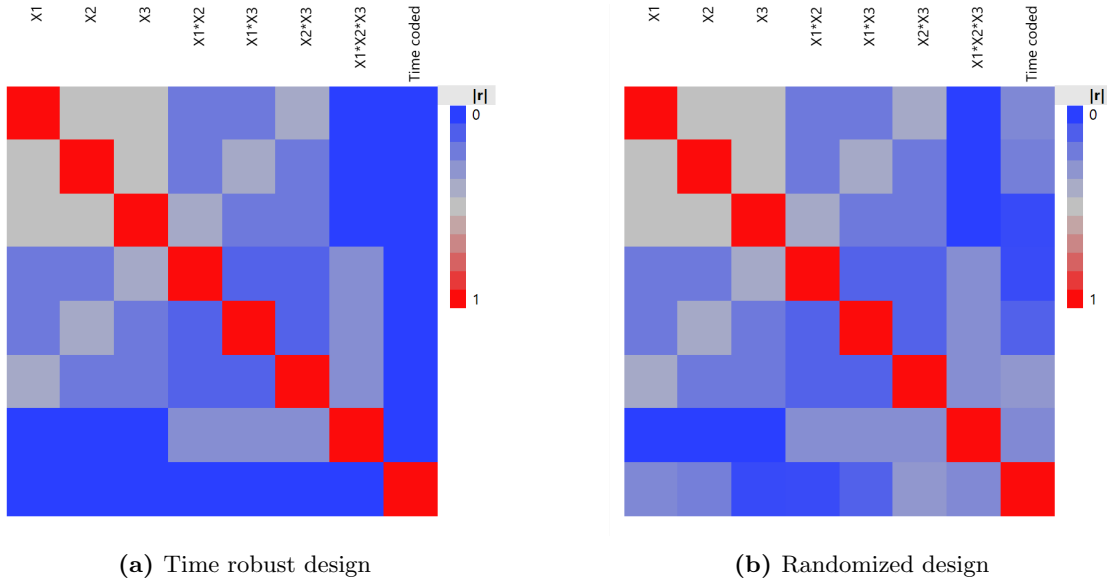 X1 X2 X3 X1*X2 X1*X3 X2*X3 X1*X2*X3 Time coded
|r|
0
1
X1 X2 X3 X1*X2 X1*X3 X2*X3 X1*X2*X3 Time coded
|r|
0
1
(a) Time robust design
(b) Randomized design